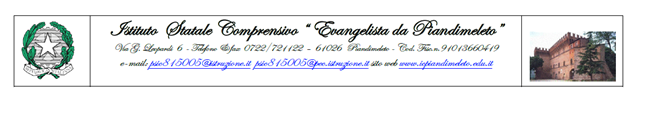 Istituto Statale Comprensivo “ Evangelista da Piandimeleto”
Via G. Leopardi 6 - Telefono &fax 0722/721122 - 61026 Piandimeleto - Cod. Fisc.n. 91013660419
e-mail: psic815005@istruzione.it psic815005@pec.istruzione.it sito web www.icpiandimeleto.edu.it